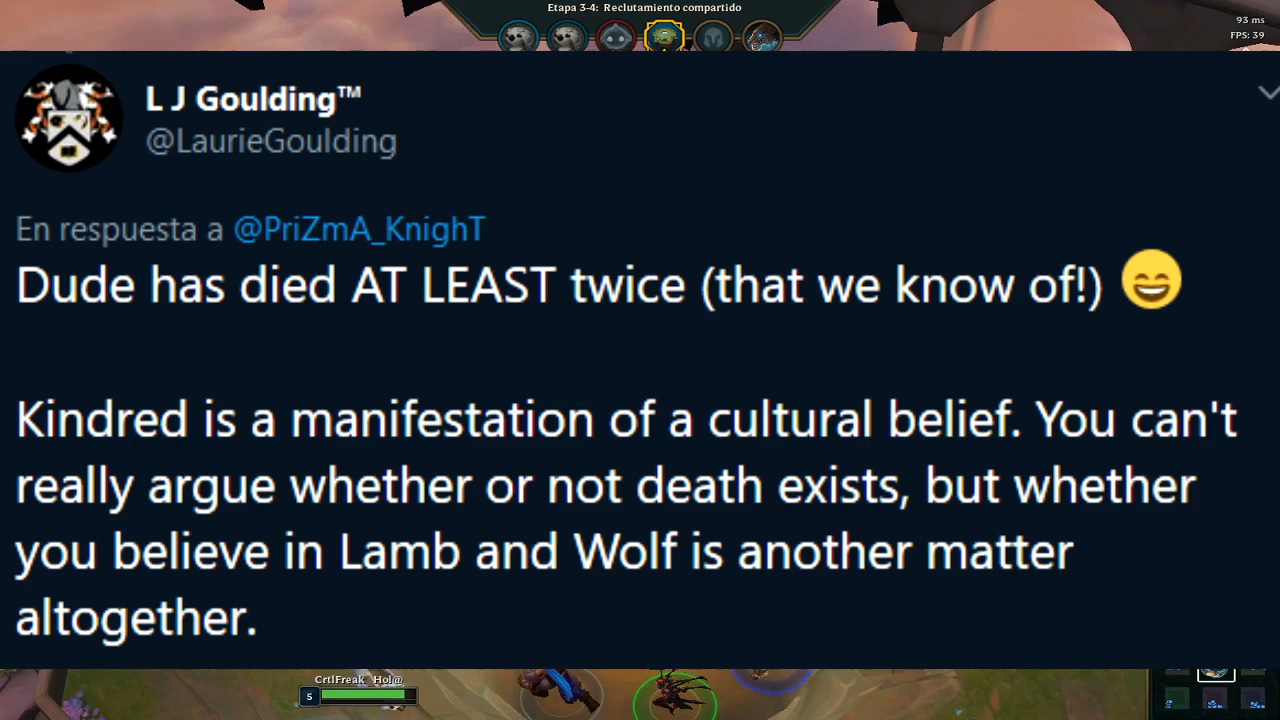 Etapa 3-4: Reclutamiento compartido
93 ms
FPS: 39
L J Goulding™
@LaurieGoulding
En respuesta a @PriZmA_KnighT
Dude has died AT LEAST twice (that we know of!) 😄
Kindred is a manifestation of a cultural belief. You can't
really argue whether or not death exists, but whether
you believe in Lamb and Wolf is another matter
altogether.
CrtlFreak Hol@
5